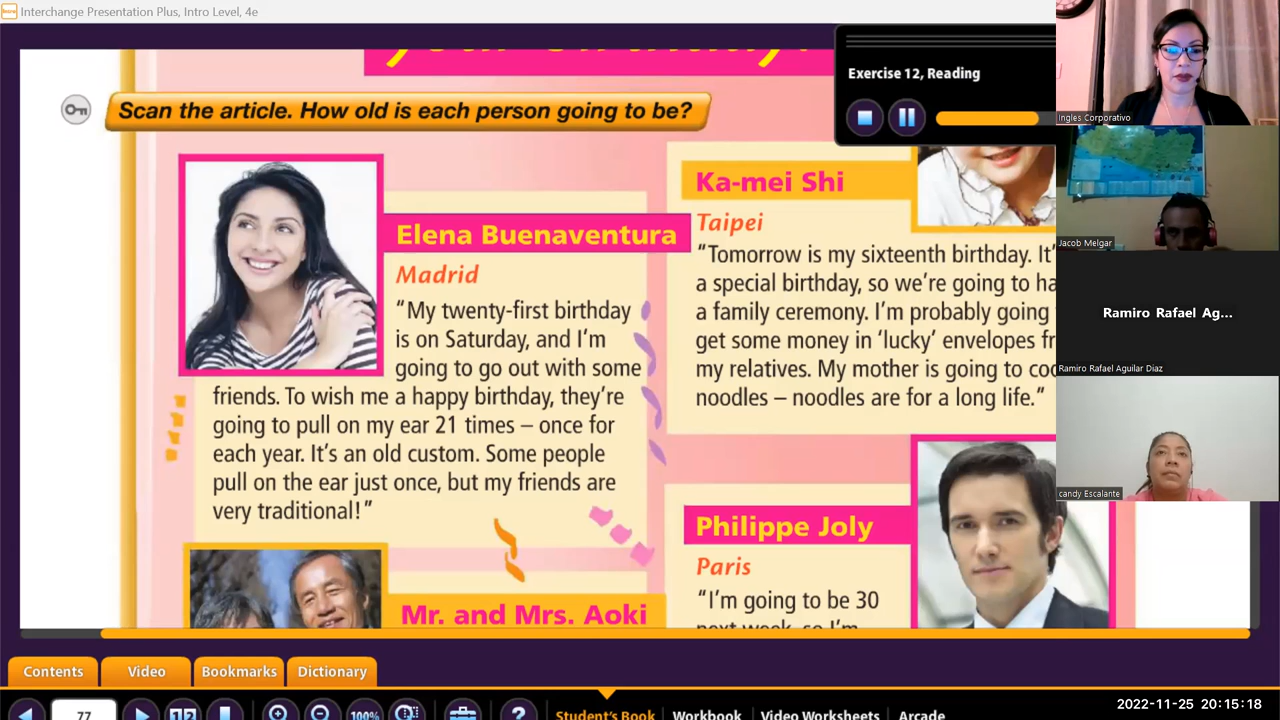 Interchange Presentation Plus, Intro Level, 4e
Scan the article. How old is each person going to be?
Elena Buenaventura
Madrid
“My twenty-first birthday
is on Saturday, and I’m
going to go out with some
friends. To wish me a happy birthday, they’re
going to pull on my ear 21 times – once for
each year. It’s an old custom. Some people
pull on the ear just once, but my friends are
very traditional!”
Mr. and Mrs. Aoki
Exercise 12, Reading
Ka-mei Shi
Taipei
“Tomorrow is my sixteenth birthday. It’
a special birthday, so we’re going to ha
a family ceremony. I’m probably going
get some money in ‘lucky’ envelopes fr
my relatives. My mother is going to coo
noodles – noodles are for a long life.”
Philippe Joly
Paris
“I’m going to be 30
next week, so I’m
Ingles Corporativo
Jacob Melgar
Ramiro Rafael Ag...
Ramiro Rafael Aguilar Diaz
candy Escalante
Contents
Video
Bookmarks
Dictionary
77
1 2
100%
?
Student's Book
Workbook
Video Worksheets
Arcade
2022-11-25 20:15:18